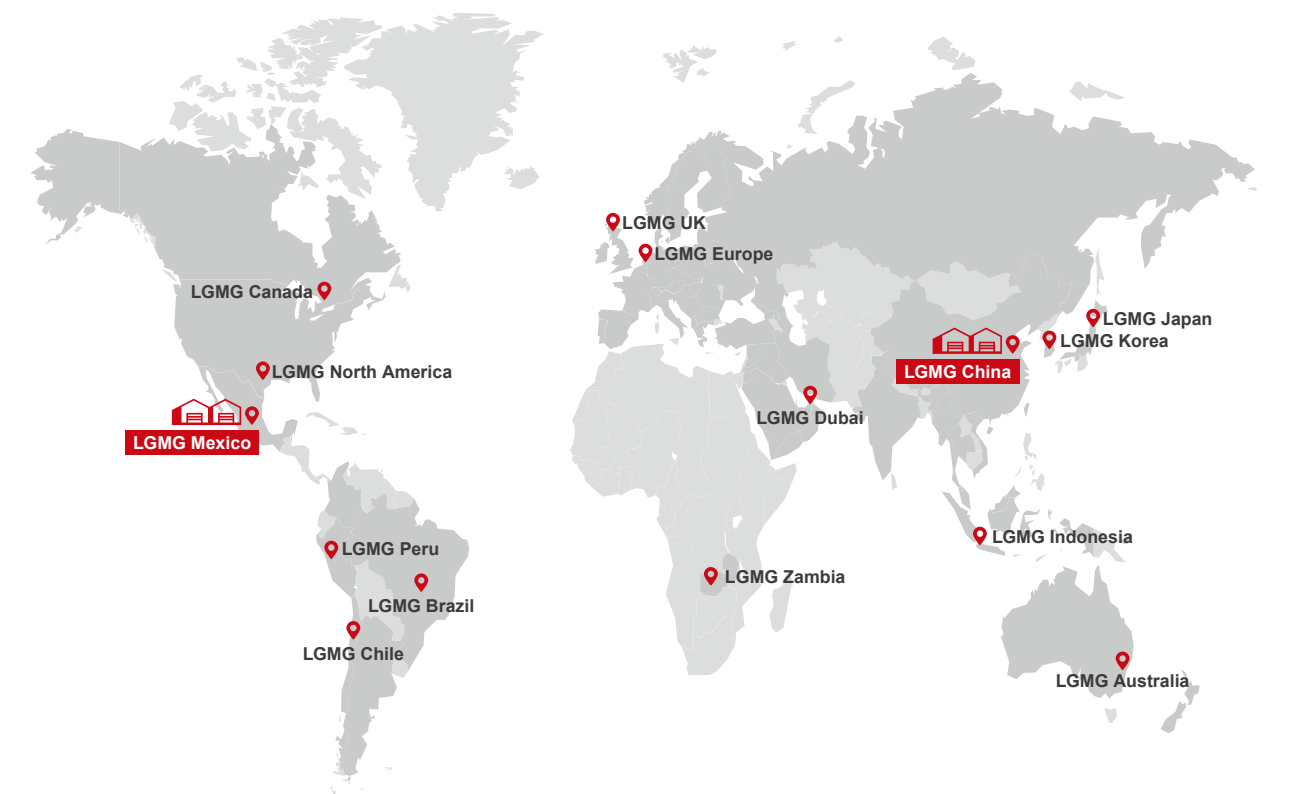 LGMG UK
LGMG Europe
LGMG Canada
LGMG Japan
LGMG Korea
LGMG China
LGMG North America
LGMG Dubai
LGMG Mexico
LGMG Indonesia
LGMG Peru
LGMG Zambia
LGMG Brazil
LGMG Chile
LGMG Australia